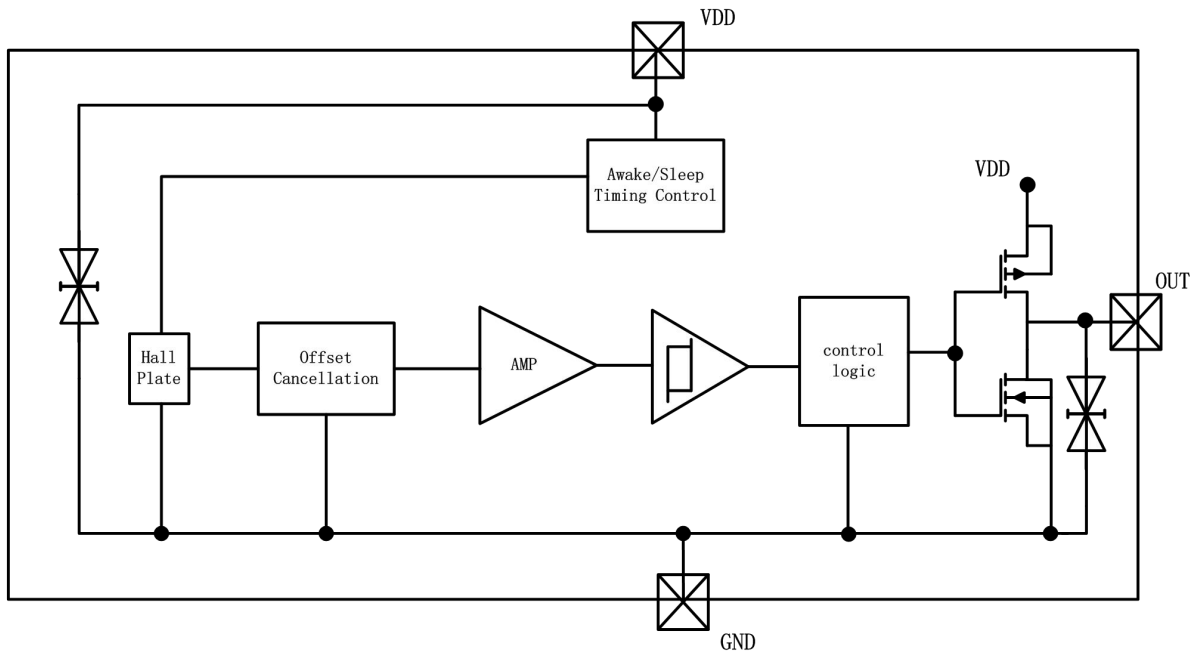 VDD
Awake/Sleep
Timing Control
VDD
OUT
Hall
Plate
Offset
Cancellation
AMP
control
logic
GND